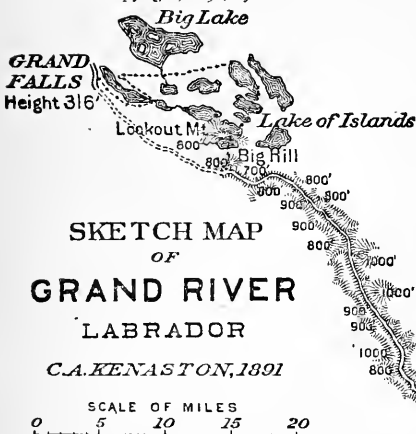 Big Lake
GRAND
FALLS
Height 316'
Lookout Mt.
800
Lake of Islands
800
Big Hill
700'
800
800'
900
800'
900
800
1000'
1000'
900
900
1000
800
SKETCH MAP
OF
GRAND RIVER
LABRADOR
C.A.KENASTON, 1891
SCALE OF MILES
0 5 10 15 20